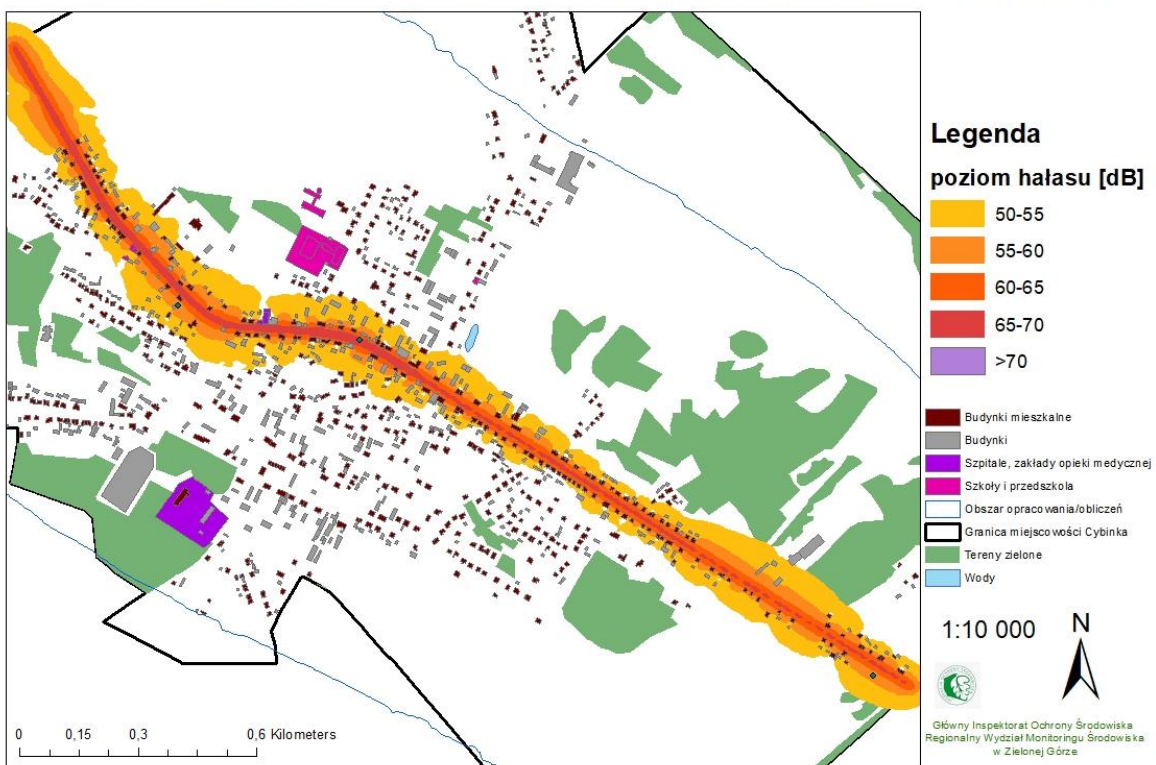 Legenda
poziom hałasu [dB]
50-55
55-60
60-65
65-70
>70
Budynki mieszkalne
Budynki
Szpitale, zakłady opieki medycznej
Szkoły i przedszkola
Obszar opracowania/obliczeń
Granica miejscowości Cybinka
Tereny zielone
Wody
1:10 000
N
Główny Inspektorat Ochrony Środowiska
Regionalny Wydział Monitoringu Środowiska
w Zielonej Górze
0 0,15 0,3 0,6 Kilometers